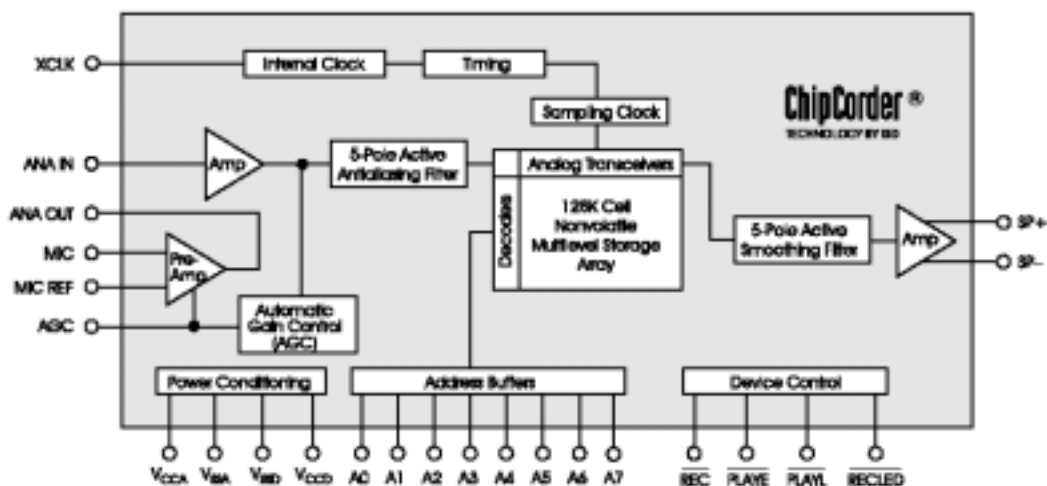 XCLK
Internal Clock
Timing
Sampling Clock
ChipCorder ®
TECHNOLOGY BY ISD
ANA IN
Amp
5-Pole Active
Antialiasing Filter
Analog Transceivers
Decoders
128K Cell
Nonvolatile
Multilevel Storage
Array
ANA OUT
MIC
MIC REF
AGC
Pre-
Amp
Automatic
Gain Control
(AGC)
5-Pole Active
Smoothing Filter
Amp
SP+
SP–
Power Conditioning
Address Buffers
Device Control
VCCA VSSA VSSD VCCD A0 A1 A2 A3 A4 A5 A6 A7 REC PLAYE PLAYL RECLED